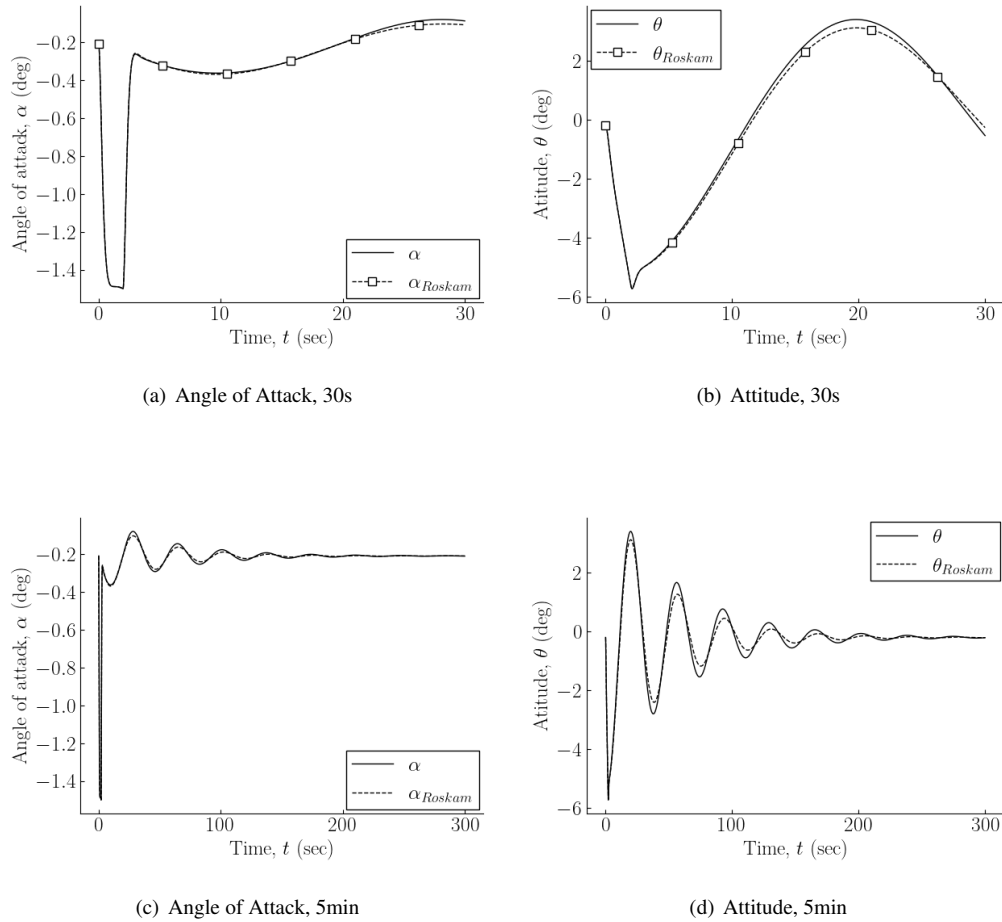 −0.2
−0.4
−0.6
−0.8
−1.0
−1.2
−1.4
Angle of attack, α (deg)
α
α_Roskam
0 10 20 30
Time, t (sec)
(a) Angle of Attack, 30s
2
0
−2
−4
−6
Atitude, θ (deg)
θ
θ_Roskam
0 10 20 30
Time, t (sec)
(b) Attitude, 30s
−0.2
−0.4
−0.6
−0.8
−1.0
−1.2
−1.4
Angle of attack, α (deg)
α
α_Roskam
0 100 200 300
Time, t (sec)
(c) Angle of Attack, 5min
2
0
−2
−4
−6
Atitude, θ (deg)
θ
θ_Roskam
0 100 200 300
Time, t (sec)
(d) Attitude, 5min